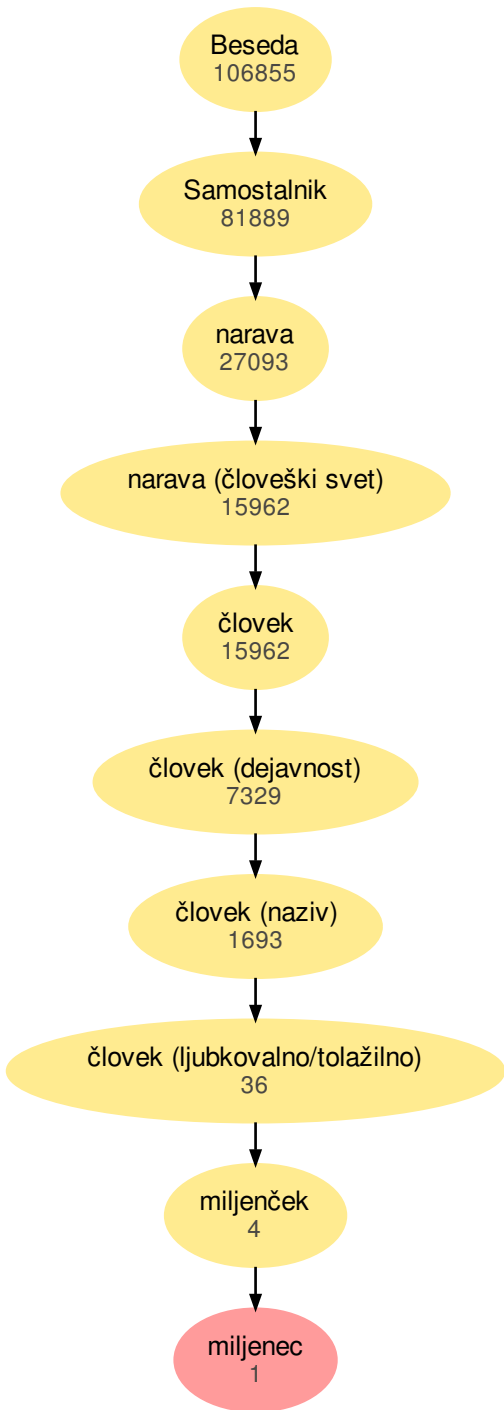 Beseda
106855
Samostalnik
81889
narava
27093
narava (človeški svet)
15962
človek
15962
človek (dejavnost)
7329
človek (naziv)
1693
človek (ljubkovalno/tolažilno)
36
miljenček
4
miljenec
1